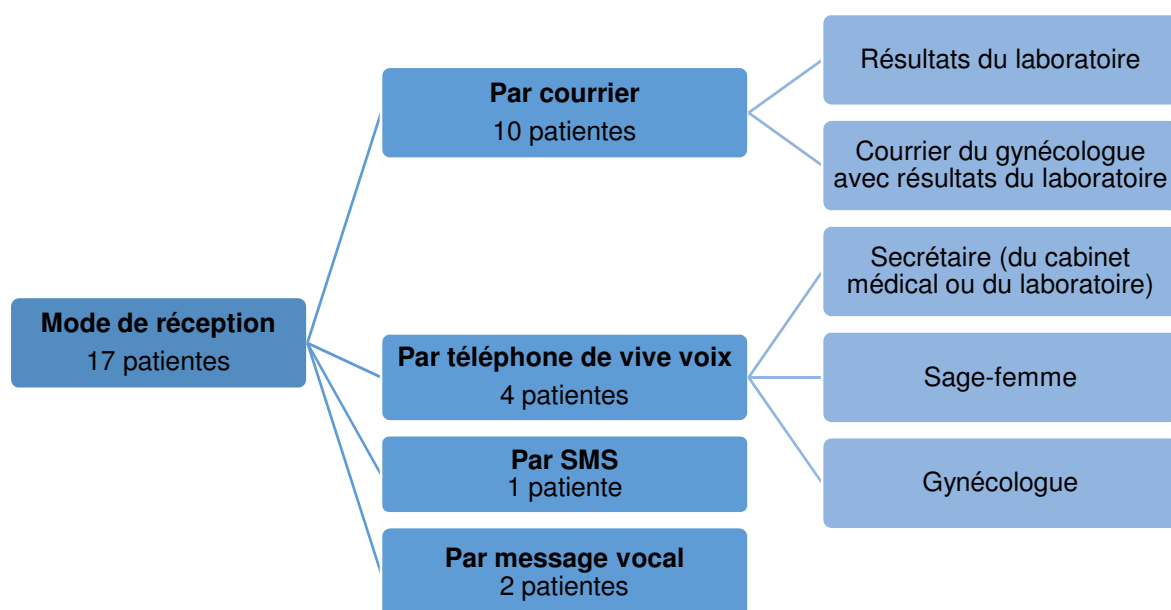 Mode de réception
17 patientes
Par courrier
10 patientes
Résultats du laboratoire
Courrier du gynécologue
avec résultats du laboratoire
Par téléphone de vive voix
4 patientes
Secrétaire (du cabinet
médical ou du laboratoire)
Sage-femme
Gynécologue
Par SMS
1 patiente
Par message vocal
2 patientes